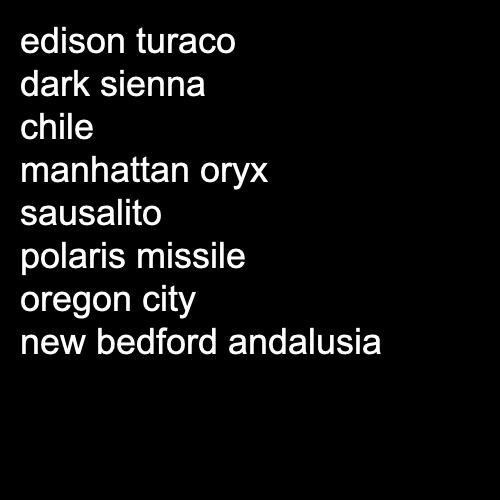 edison turaco
dark sienna
chile
manhattan oryx
sausalito
polaris missile
oregon city
new bedford andalusia